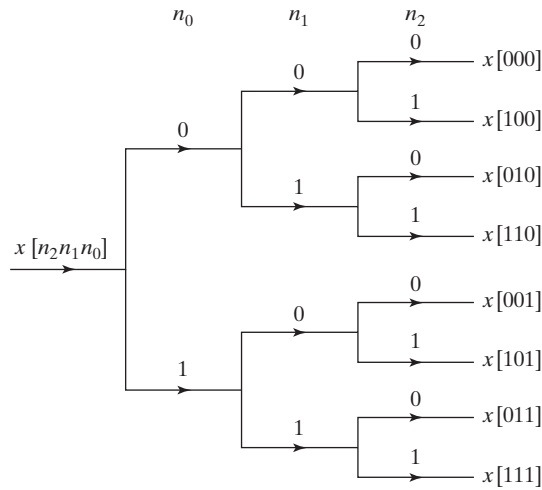 n₀ n₁ n₂
0 x[000]
0
1 x[100]
0
0 x[010]
1
1 x[110]
x[n₂n₁n₀]
0 x[001]
0
1 x[101]
1
0 x[011]
1
1 x[111]